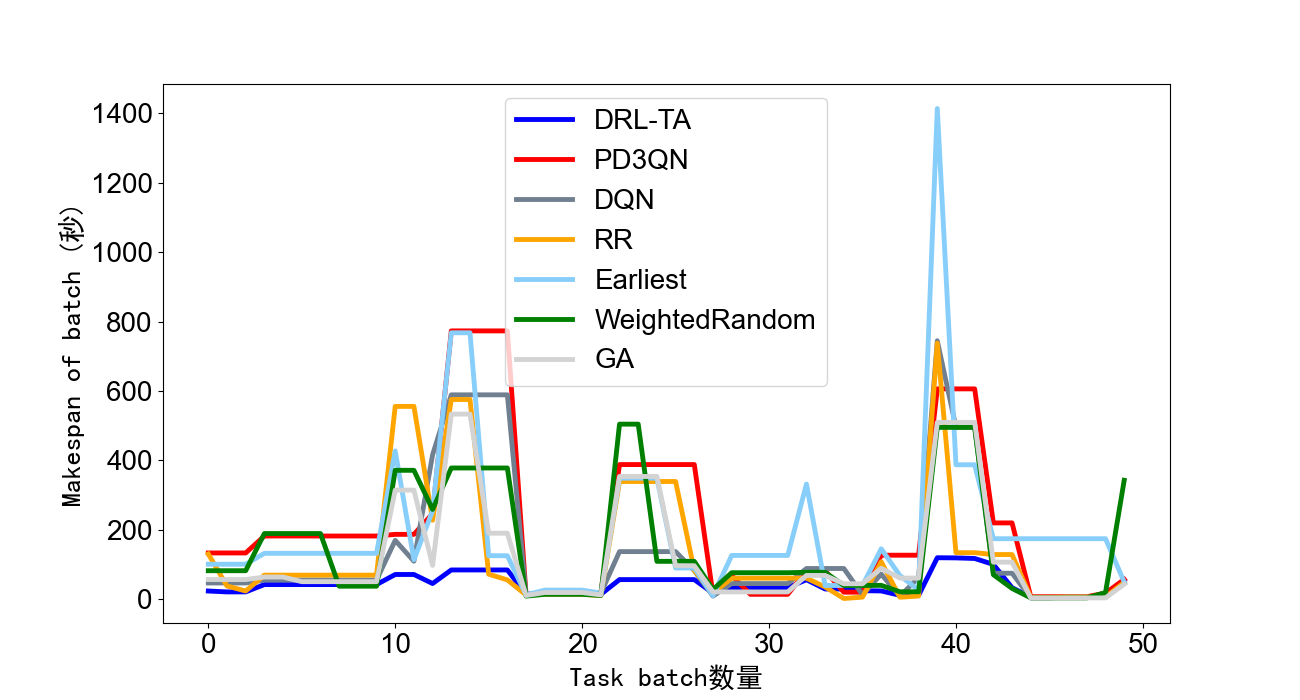 1400
1200
1000
800
600
400
200
0
Makespan of batch (秒)
DRL-TA
PD3QN
DQN
RR
Earliest
WeightedRandom
GA
0 10 20 30 40 50
Task batch数量